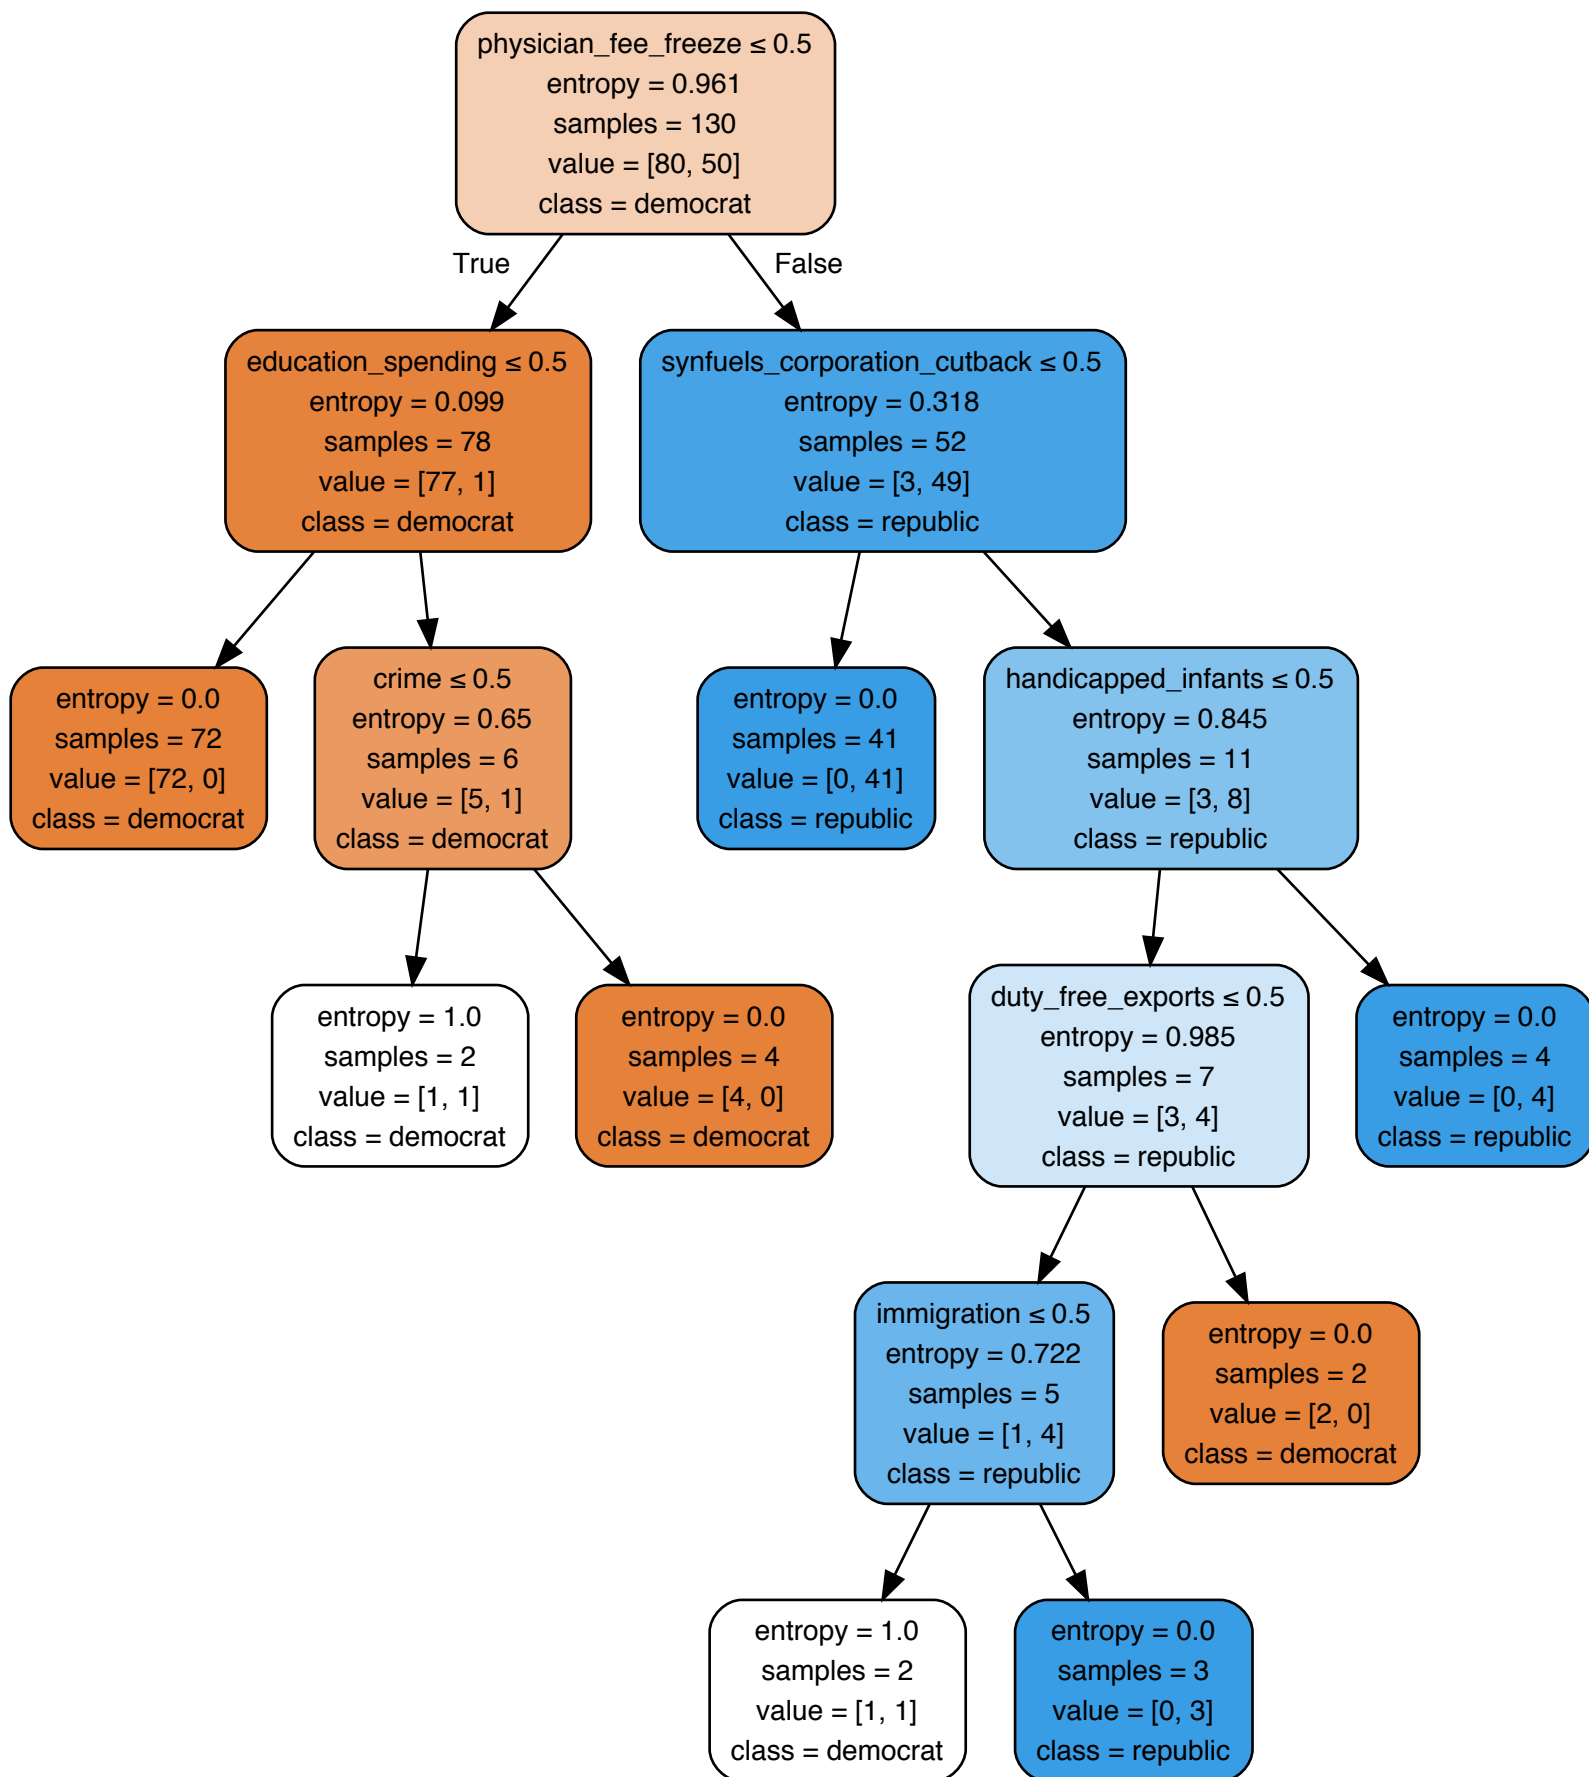 physician_fee_freeze ≤ 0.5
entropy = 0.961
samples = 130
value = [80, 50]
class = democrat
True
False
education_spending ≤ 0.5
entropy = 0.099
samples = 78
value = [77, 1]
class = democrat
synfuels_corporation_cutback ≤ 0.5
entropy = 0.318
samples = 52
value = [3, 49]
class = republic
entropy = 0.0
samples = 72
value = [72, 0]
class = democrat
crime ≤ 0.5
entropy = 0.65
samples = 6
value = [5, 1]
class = democrat
entropy = 0.0
samples = 41
value = [0, 41]
class = republic
handicapped_infants ≤ 0.5
entropy = 0.845
samples = 11
value = [3, 8]
class = republic
entropy = 1.0
samples = 2
value = [1, 1]
class = democrat
entropy = 0.0
samples = 4
value = [4, 0]
class = democrat
duty_free_exports ≤ 0.5
entropy = 0.985
samples = 7
value = [3, 4]
class = republic
entropy = 0.0
samples = 4
value = [0, 4]
class = republic
immigration ≤ 0.5
entropy = 0.722
samples = 5
value = [1, 4]
class = republic
entropy = 0.0
samples = 2
value = [2, 0]
class = democrat
entropy = 1.0
samples = 2
value = [1, 1]
class = democrat
entropy = 0.0
samples = 3
value = [0, 3]
class = republic